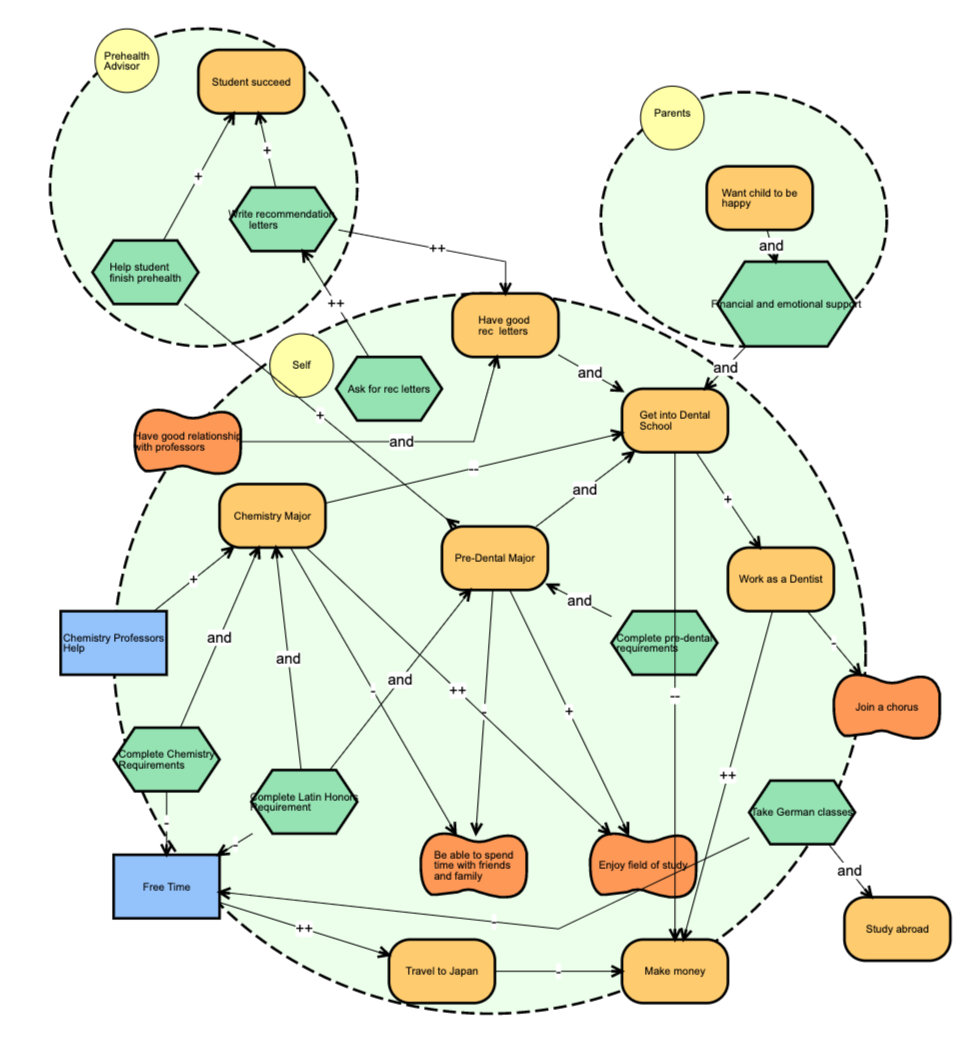 Prehealth
Advisor
Student succeed
+
+
Write recommendation
letters
Help student
finish prehealth
++
++
Parents
Want child to be
happy
and
Financial and emotional support
and
Have good
rec letters
Self
Ask for rec letters
and
+
Get into Dental
School
Have good relationship
with professors
and
--
and
+
Chemistry Major
Pre-Dental Major
Work as a Dentist
+
and
Chemistry Professors
Help
and
Complete pre-dental
requirements
-
and
and
-
++
-
+
--
Join a chorus
Complete Chemistry
Requirements
++
Complete Latin Honors
Requirement
Take German classes
-
-
Be able to spend
time with friends
and family
Enjoy field of study
and
Free Time
-
++
Study abroad
Travel to Japan
-
Make money